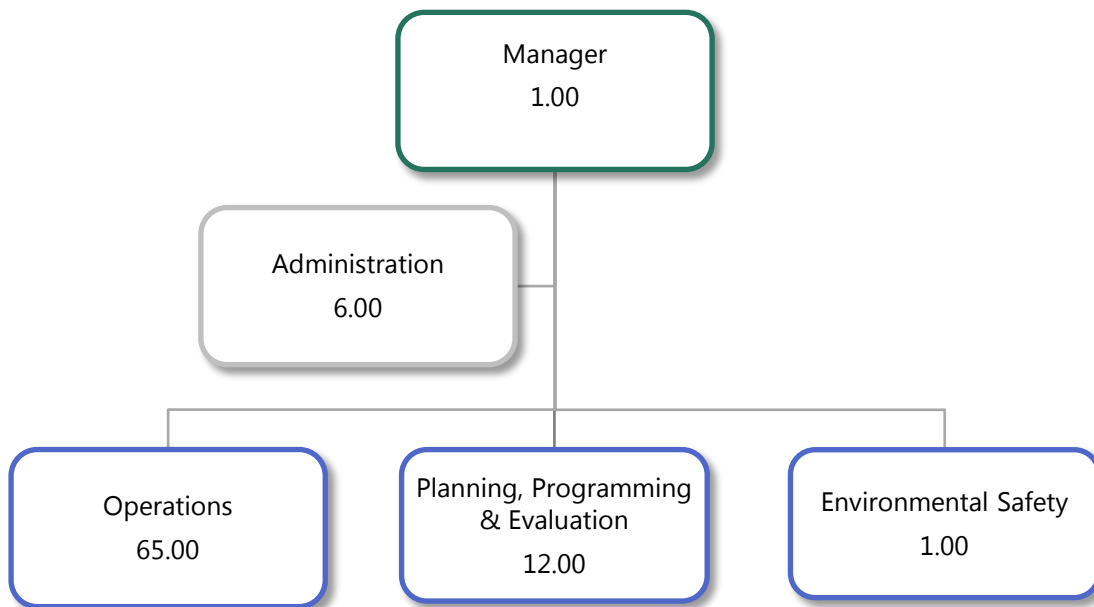 Manager
1.00
Administration
6.00
Operations
65.00
Planning, Programming
& Evaluation
12.00
Environmental Safety
1.00